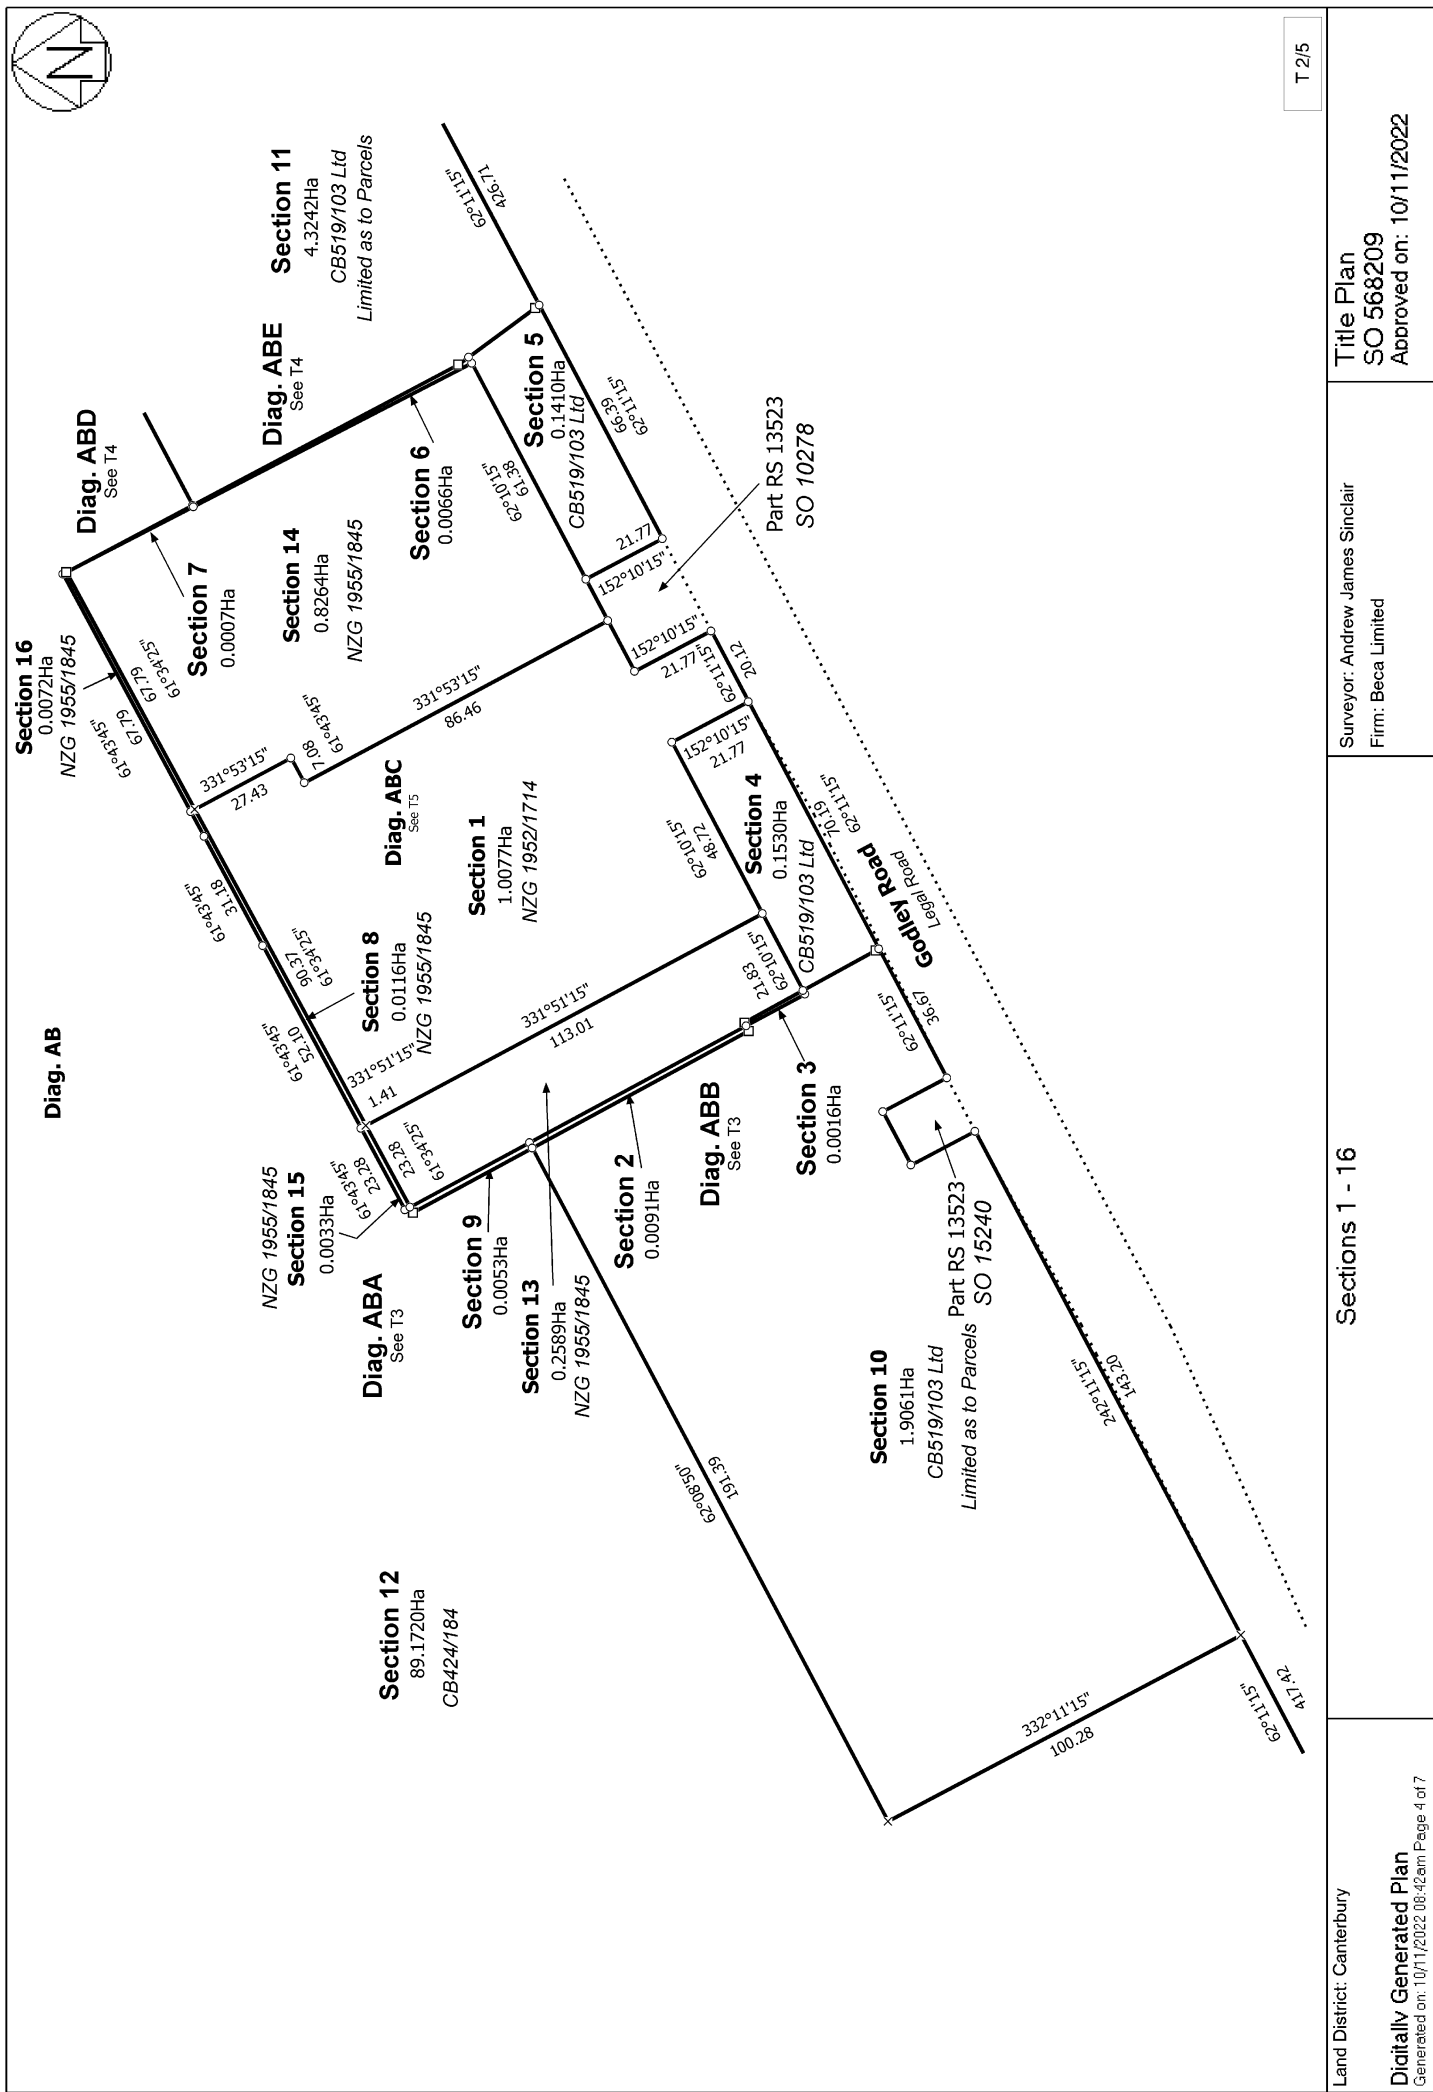 Diag. AB
N
Section 16
0.0072Ha
NZG 1955/1845
61°43'45"
67.79
67.79
61°34'25"
Diag. ABD
See T4
Section 7
0.0007Ha
Diag. ABE
See T4
Section 11
4.3242Ha
CB519/103 Ltd
Limited as to Parcels
62°11'15"
426.71
Section 14
0.8264Ha
NZG 1955/1845
Section 6
0.0066Ha
62°10'15"
61.38
Section 5
0.1410Ha
CB519/103 Ltd
66.39
62°11'15"
21.77
152°10'15"
Part RS 13523
SO 10278
152°10'15"
21.77
62°11'15"
20.12
331°53'15"
27.43
7.08
61°43'45"
331°53'15"
86.46
Diag. ABC
See T5
Section 1
1.0077Ha
NZG 1952/1714
61°43'45"
31.18
90.37
61°34'25"
61°43'45"
52.10
Section 8
0.0116Ha
NZG 1955/1845
152°10'15"
21.77
62°10'15"
48.72
Section 4
0.1530Ha
CB519/103 Ltd
70.19
62°11'15"
Godley Road
Legal Road
331°51'15"
1.41
331°51'15"
113.01
21.83
62°10'15"
62°11'15"
36.67
NZG 1955/1845
Section 15
0.0033Ha
61°43'45"
23.28
23.28
61°34'25"
Diag. ABA
See T3
Section 9
0.0053Ha
Section 13
0.2589Ha
NZG 1955/1845
Section 2
0.0091Ha
Diag. ABB
See T3
Section 3
0.0016Ha
Part RS 13523
SO 15240
Section 12
89.1720Ha
CB424/184
62°08'50"
191.39
Section 10
1.9061Ha
CB519/103 Ltd
Limited as to Parcels
242°11'15"
143.20
332°11'15"
100.28
62°11'15"
417.42
T 2/5
Land District: Canterbury
Digitally Generated Plan
Generated on: 10/11/2022 08:42am Page 4 of 7
Sections 1 - 16
Surveyor: Andrew James Sinclair
Firm: Beca Limited
Title Plan
SO 568209
Approved on: 10/11/2022